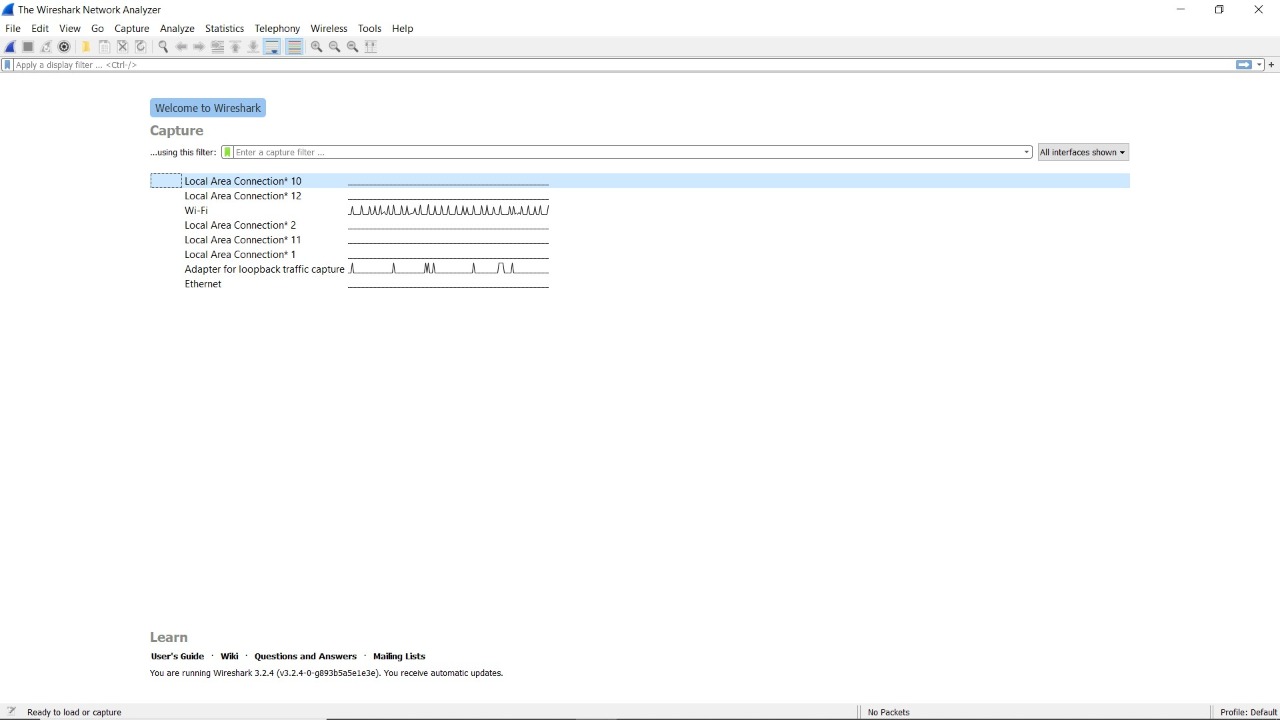 The Wireshark Network Analyzer
File Edit View Go Capture Analyze Statistics Telephony Wireless Tools Help
Apply a display filter ... <Ctrl-/>
Welcome to Wireshark
Capture
...using this filter: Enter a capture filter ... All interfaces shown
Local Area Connection* 10
Local Area Connection* 12
Wi-Fi
Local Area Connection* 2
Local Area Connection* 11
Local Area Connection* 1
Adapter for loopback traffic capture
Ethernet
Learn
User's Guide · Wiki · Questions and Answers · Mailing Lists
You are running Wireshark 3.2.4 (v3.2.4-0-g893b5a5e1e3e). You receive automatic updates.
Ready to load or capture No Packets Profile: Default